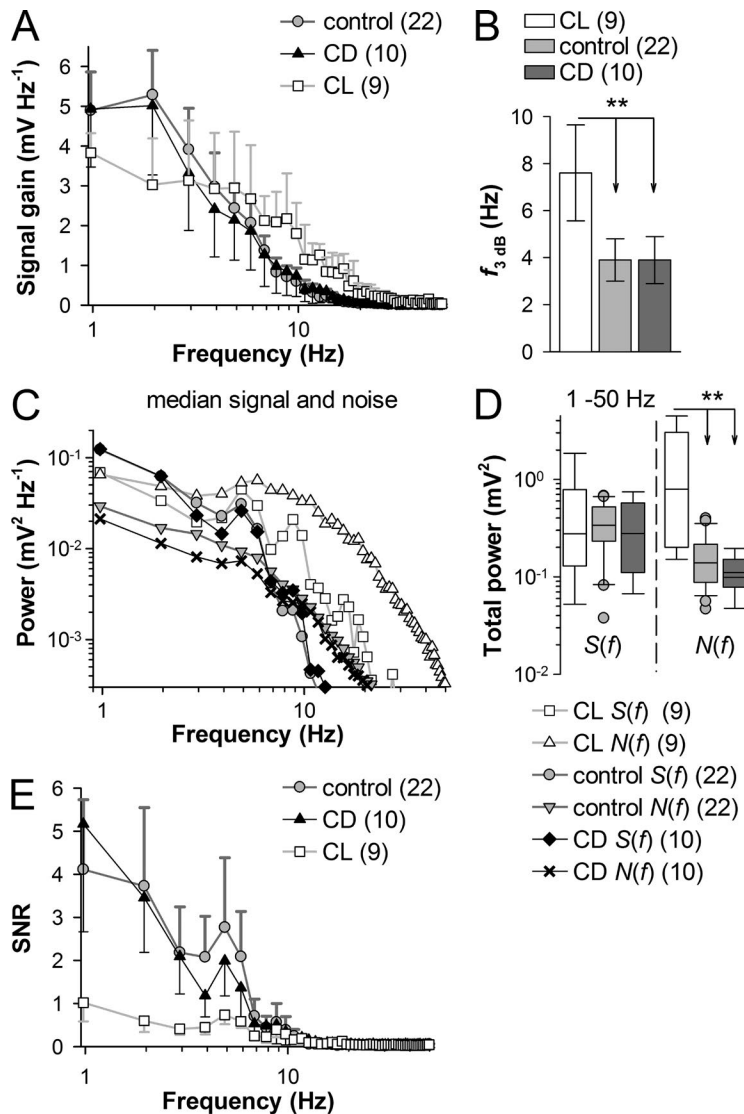 A
control (22)
CD (10)
CL (9)
Signal gain (mV Hz⁻¹)
6
5
4
3
2
1
0
1
10
Frequency (Hz)
B
CL (9)
control (22)
CD (10)
**
f3 dB (Hz)
10
8
6
4
2
0
C
median signal and noise
Power (mV² Hz⁻¹)
10⁻¹
10⁻²
10⁻³
1
10
Frequency (Hz)
D
1 -50 Hz
**
Total power (mV²)
10⁰
10⁻¹
10⁻²
S(f)
N(f)
CL S(f) (9)
CL N(f) (9)
control S(f) (22)
control N(f) (22)
CD S(f) (10)
CD N(f) (10)
E
control (22)
CD (10)
CL (9)
SNR
6
5
4
3
2
1
0
1
10
Frequency (Hz)